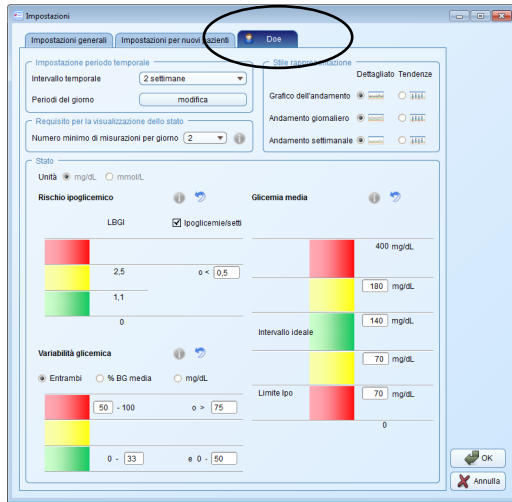 Impostazioni
Impostazioni generali Impostazioni per nuovi pazienti Doe
Impostazione periodo temporale
Intervallo temporale 2 settimane
Periodi del giorno modifica
Requisito per la visualizzazione dello stato
Numero minimo di misurazioni per giorno 2
Stile rappresentazione
Dettagliato Tendenze
Grafico dell'andamento
Andamento giornaliero
Andamento settimanale
Stato
Unità mg/dL mmol/L
Rischio ipoglicemico
LBGI Ipoglicemie/setti
2,5 o < 0,5
1,1
0
Variabilità glicemica
Entrambi % BG media mg/dL
50 - 100 o > 75
0 - 33 e 0 - 50
Glicemia media
400 mg/dL
180 mg/dL
140 mg/dL
Intervallo ideale
70 mg/dL
Limite Ipo 70 mg/dL
0
OK
Annulla